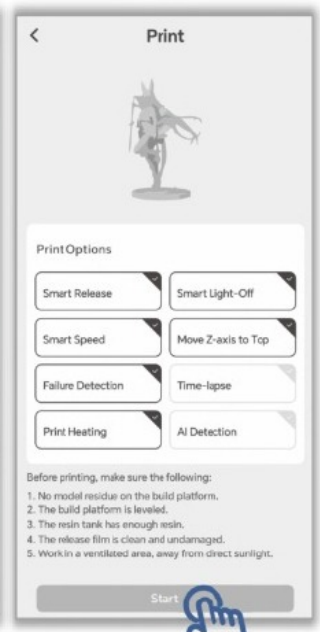 Print
Print Options
Smart Release
Smart Light-Off
Smart Speed
Move Z-axis to Top
Failure Detection
Time-lapse
Print Heating
AI Detection
Before printing, make sure the following:
1. No model residue on the build platform.
2. The build platform is leveled.
3. The resin tank has enough resin.
4. The release film is clean and undamaged.
5. Work in a ventilated area, away from direct sunlight.
Start